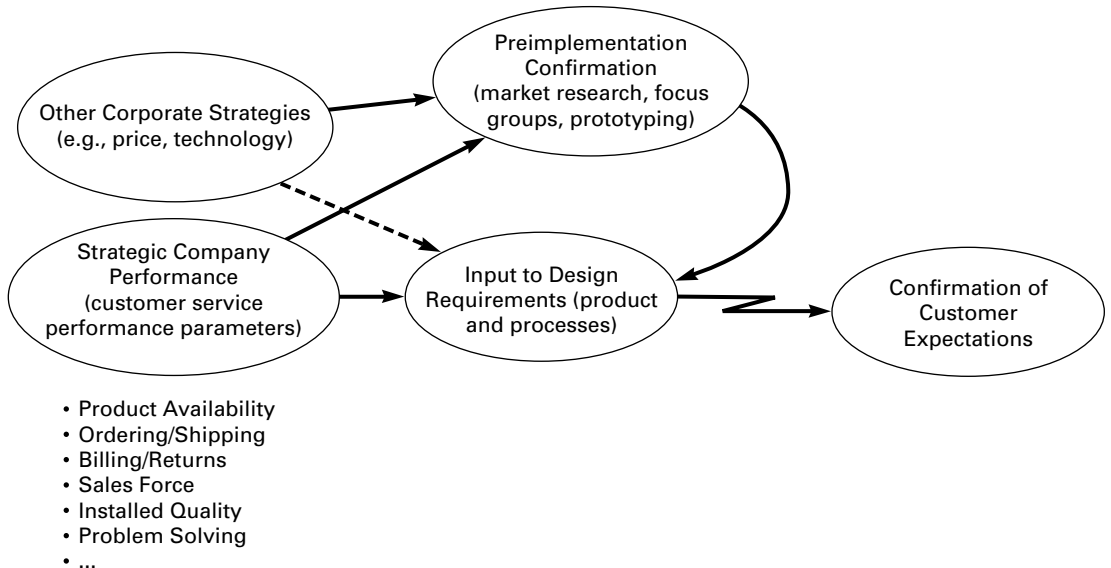 Other Corporate Strategies
(e.g., price, technology)
Preimplementation
Confirmation
(market research, focus
groups, prototyping)
Strategic Company
Performance
(customer service
performance parameters)
Input to Design
Requirements (product
and processes)
Confirmation of
Customer
Expectations
• Product Availability
• Ordering/Shipping
• Billing/Returns
• Sales Force
• Installed Quality
• Problem Solving
• ...